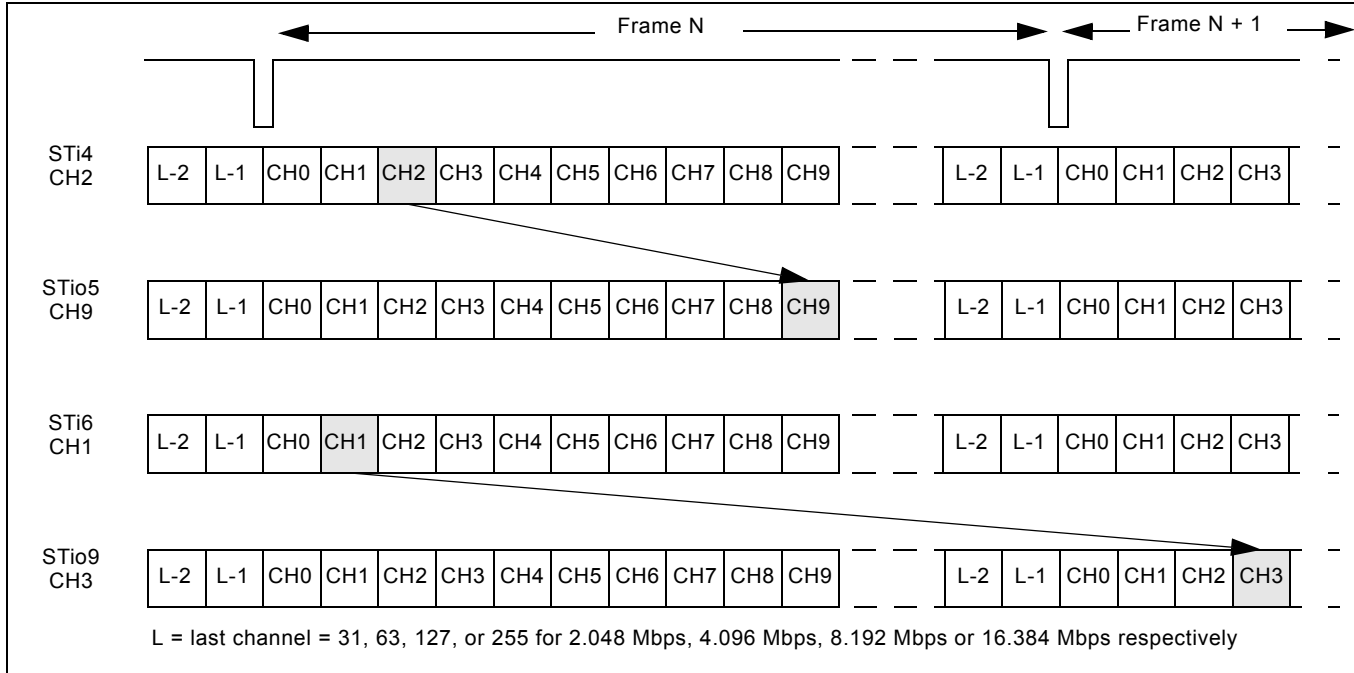 Frame N Frame N + 1
STi4
CH2
L-2 L-1 CH0 CH1 CH2 CH3 CH4 CH5 CH6 CH7 CH8 CH9 L-2 L-1 CH0 CH1 CH2 CH3
STio5
CH9
L-2 L-1 CH0 CH1 CH2 CH3 CH4 CH5 CH6 CH7 CH8 CH9 L-2 L-1 CH0 CH1 CH2 CH3
STi6
CH1
L-2 L-1 CH0 CH1 CH2 CH3 CH4 CH5 CH6 CH7 CH8 CH9 L-2 L-1 CH0 CH1 CH2 CH3
STio9
CH3
L-2 L-1 CH0 CH1 CH2 CH3 CH4 CH5 CH6 CH7 CH8 CH9 L-2 L-1 CH0 CH1 CH2 CH3
L = last channel = 31, 63, 127, or 255 for 2.048 Mbps, 4.096 Mbps, 8.192 Mbps or 16.384 Mbps respectively